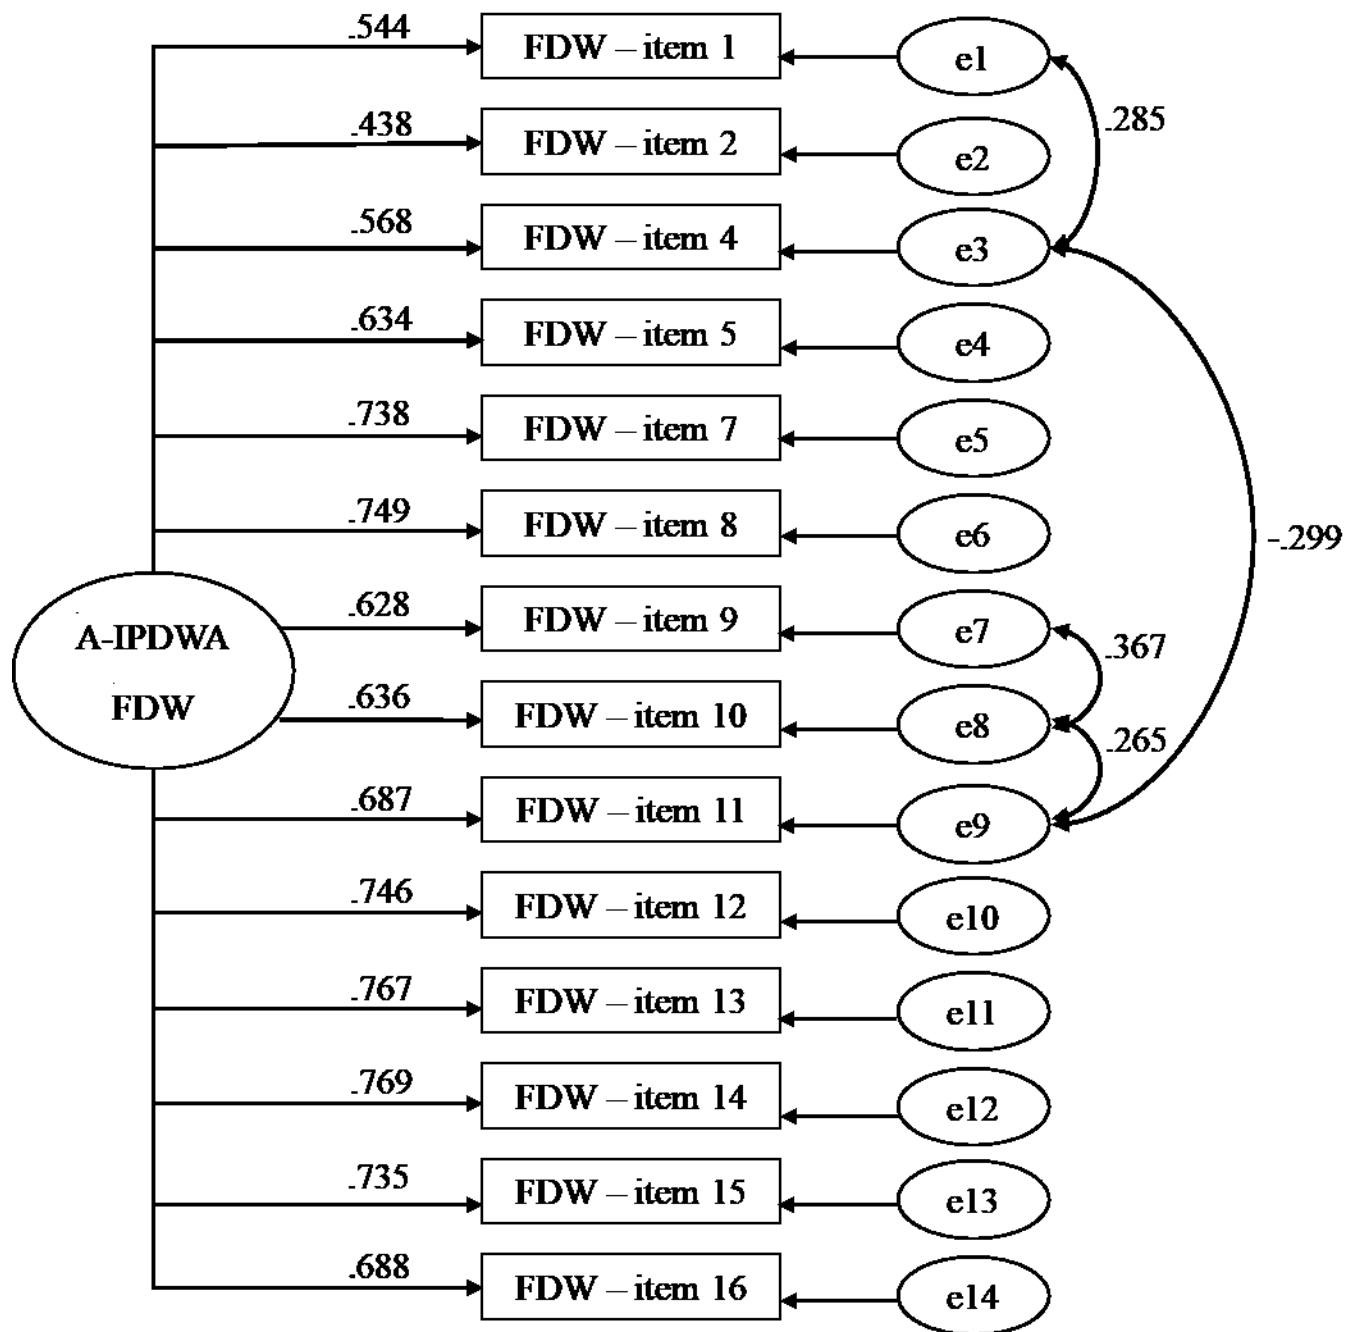 .544
FDW – item 1
e1
.285
.438
FDW – item 2
e2
.568
FDW – item 4
e3
.634
FDW – item 5
e4
.738
FDW – item 7
e5
.749
FDW – item 8
e6
-.299
A-IPDWA
FDW
.628
FDW – item 9
e7
.367
.636
FDW – item 10
e8
.265
.687
FDW – item 11
e9
.746
FDW – item 12
e10
.767
FDW – item 13
e11
.769
FDW – item 14
e12
.735
FDW – item 15
e13
.688
FDW – item 16
e14